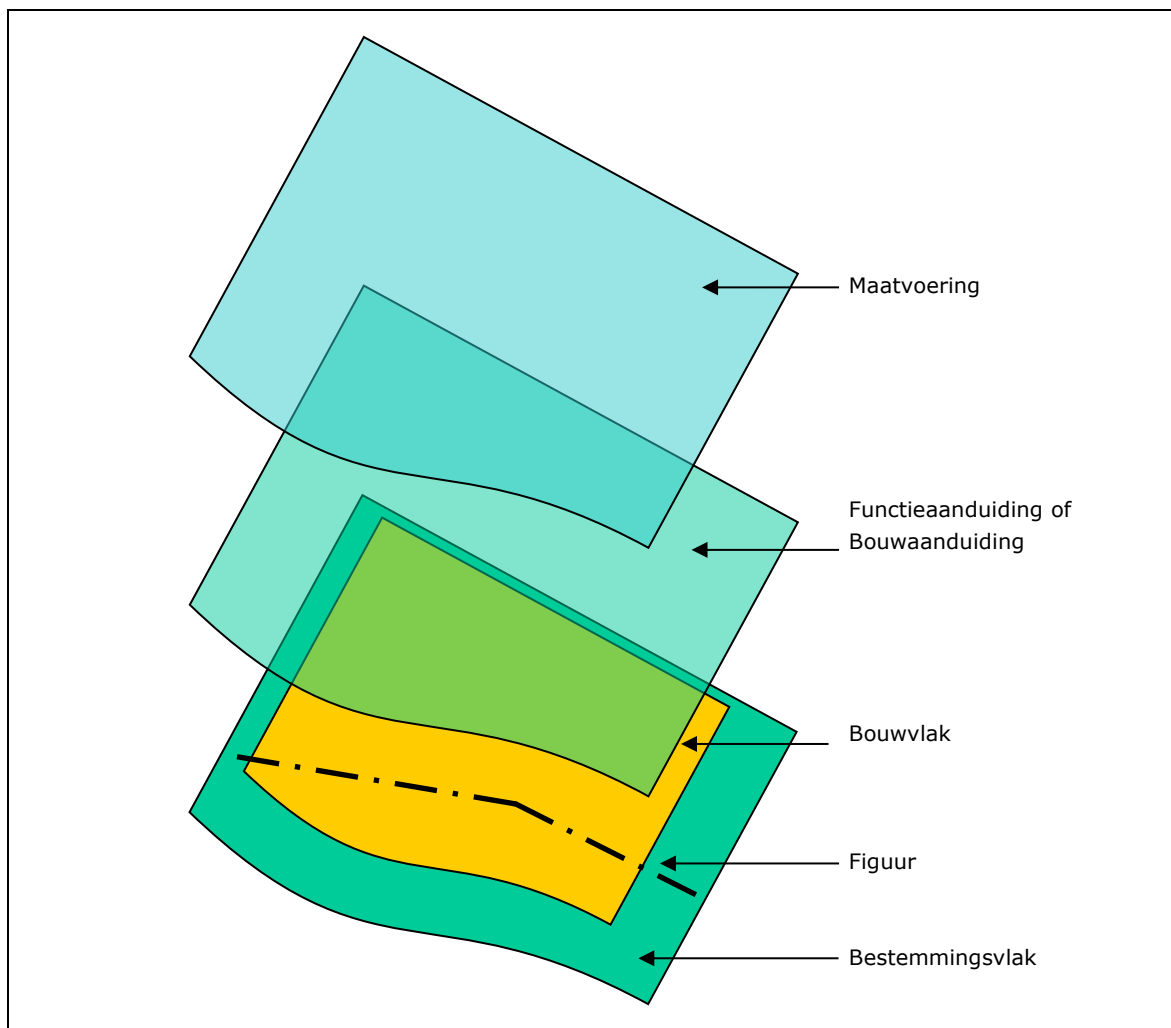 Maatvoering
Functieaanduiding of
Bouwaanduiding
Bouwvlak
Figuur
Bestemmingsvlak